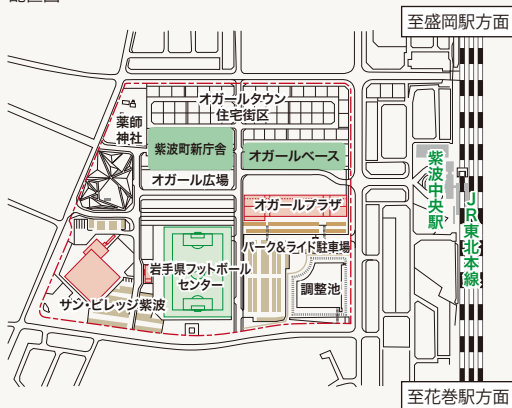 至盛岡駅方面
オガールタウン
住宅街区
薬師
神社
紫波町新庁舎
オガールベース
オガール広場
紫波中央駅
JR東北本線
オガールプラザ
パーク&ライド駐車場
岩手県フットボール
センター
調整池
サン・ビレッジ紫波
至花巻駅方面